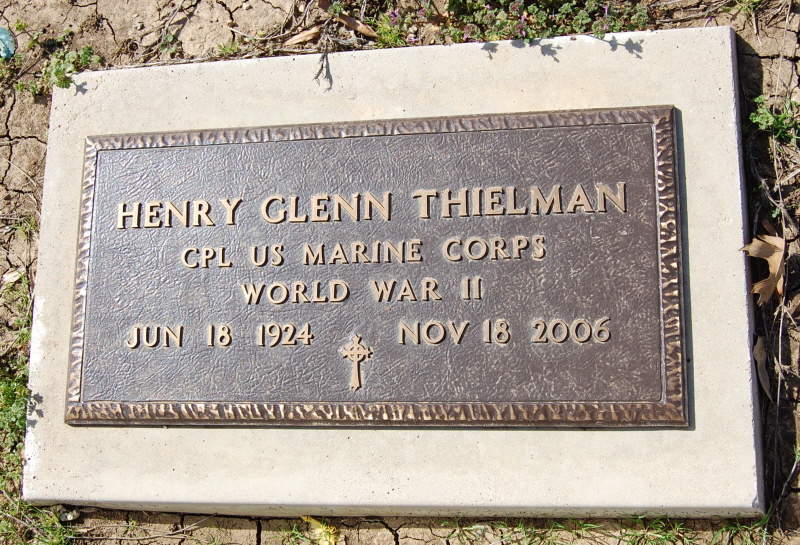 HENRY GLENN THIELMAN
CPL US MARINE CORPS
WORLD WAR II
JUN 18 1924 NOV 18 2006